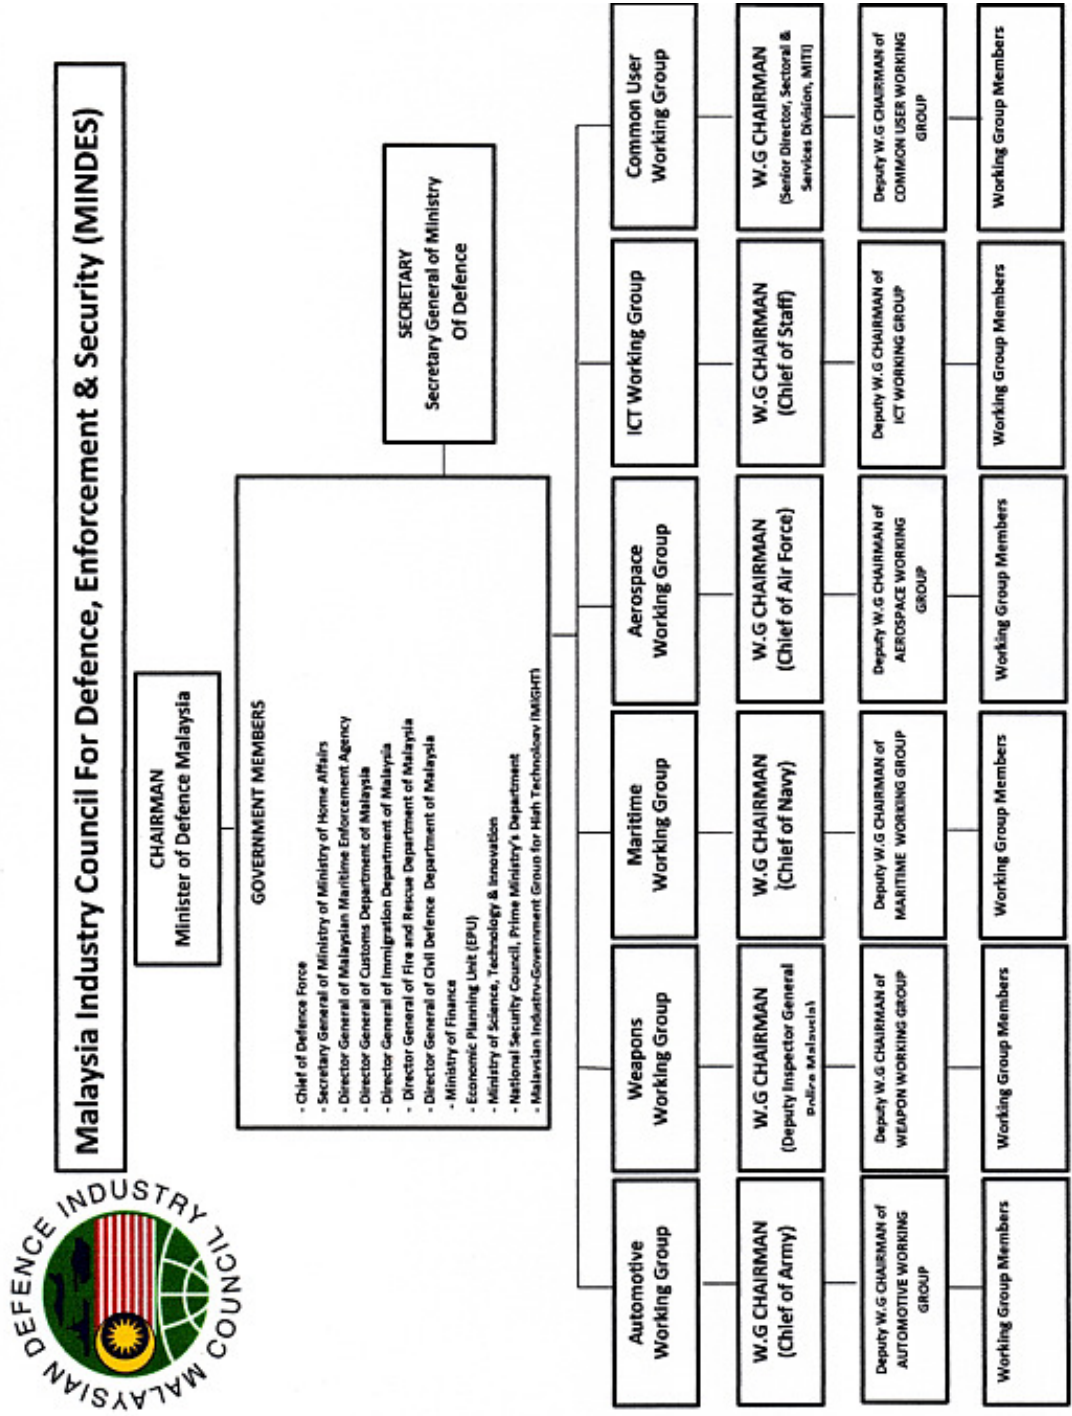 MALAYSIAN DEFENCE INDUSTRY COUNCIL
Malaysia Industry Council For Defence, Enforcement & Security (MINDES)
CHAIRMAN
Minister of Defence Malaysia
SECRETARY
Secretary General of Ministry
Of Defence
GOVERNMENT MEMBERS
- Chief of Defence Force
- Secretary General of Ministry of Home Affairs
- Director General of Malaysian Maritime Enforcement Agency
- Director General of Customs Department of Malaysia
- Director General of Immigration Department of Malaysia
- Director General of Fire and Rescue Department of Malaysia
- Director General of Civil Defence Department of Malaysia
- Ministry of Finance
- Economic Planning Unit (EPU)
- Ministry of Science, Technology & Innovation
- National Security Council, Prime Ministry's Department
- Malaysian Industry-Government Group for High Technology (MIGHT)
Automotive
Working Group
W.G CHAIRMAN
(Chief of Army)
Deputy W.G CHAIRMAN of
AUTOMOTIVE WORKING
GROUP
Working Group Members
Weapons
Working Group
W.G CHAIRMAN
(Deputy Inspector General
Police Malaysia)
Deputy W.G CHAIRMAN of
WEAPON WORKING GROUP
Working Group Members
Maritime
Working Group
W.G CHAIRMAN
(Chief of Navy)
Deputy W.G CHAIRMAN of
MARITIME WORKING GROUP
Working Group Members
Aerospace
Working Group
W.G CHAIRMAN
(Chief of Air Force)
Deputy W.G CHAIRMAN of
AEROSPACE WORKING
GROUP
Working Group Members
ICT Working Group
W.G CHAIRMAN
(Chief of Staff)
Deputy W.G CHAIRMAN of
ICT WORKING GROUP
Working Group Members
Common User
Working Group
W.G CHAIRMAN
(Senior Director, Sectoral &
Services Division, MITI)
Deputy W.G CHAIRMAN of
COMMON USER WORKING
GROUP
Working Group Members